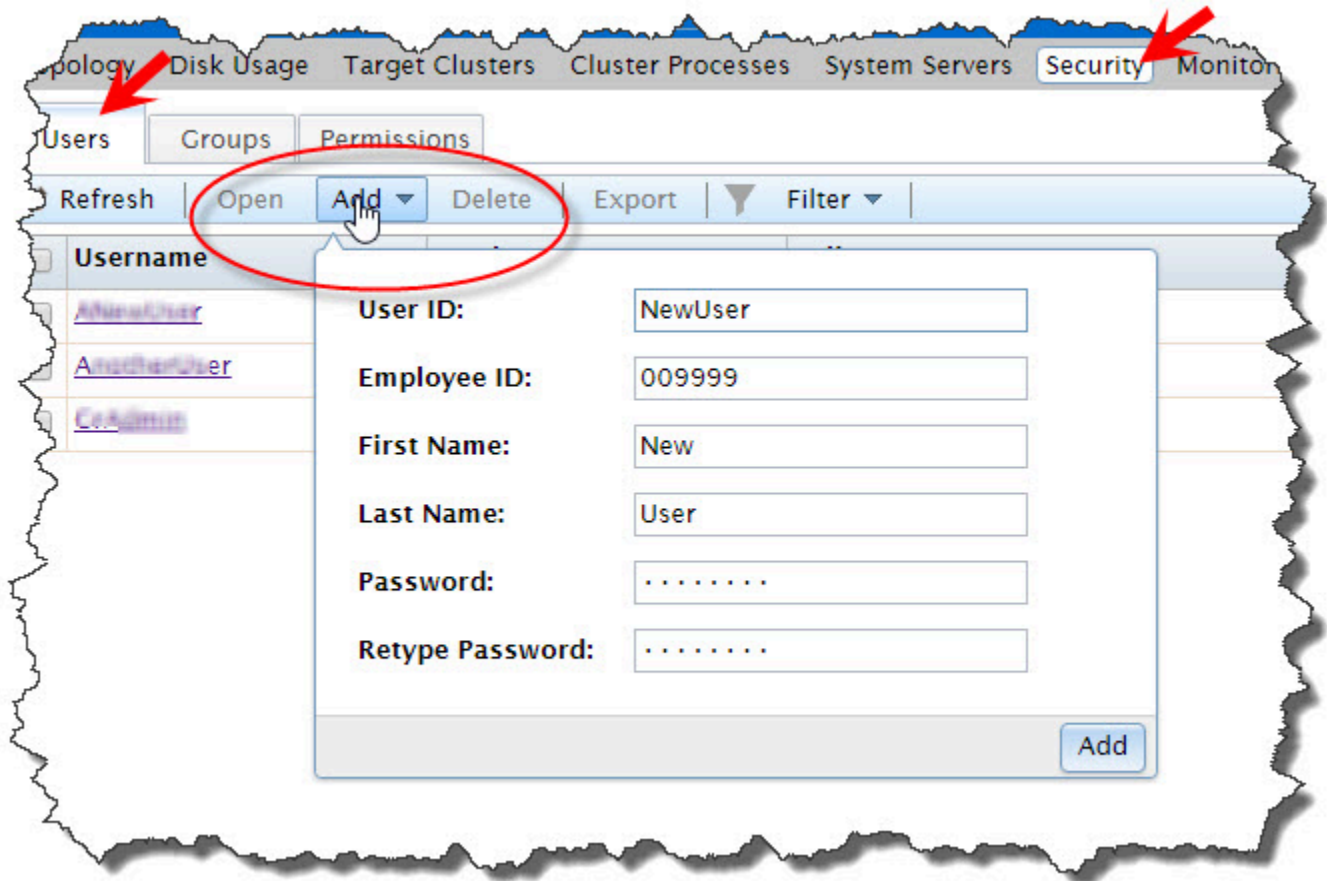 pology Disk Usage Target Clusters Cluster Processes System Servers Security Monitor
Users Groups Permissions
Refresh Open Add Delete Export Filter
Username
User ID: NewUser
Employee ID: 009999
First Name: New
Last Name: User
Password: ········
Retype Password: ········
Add